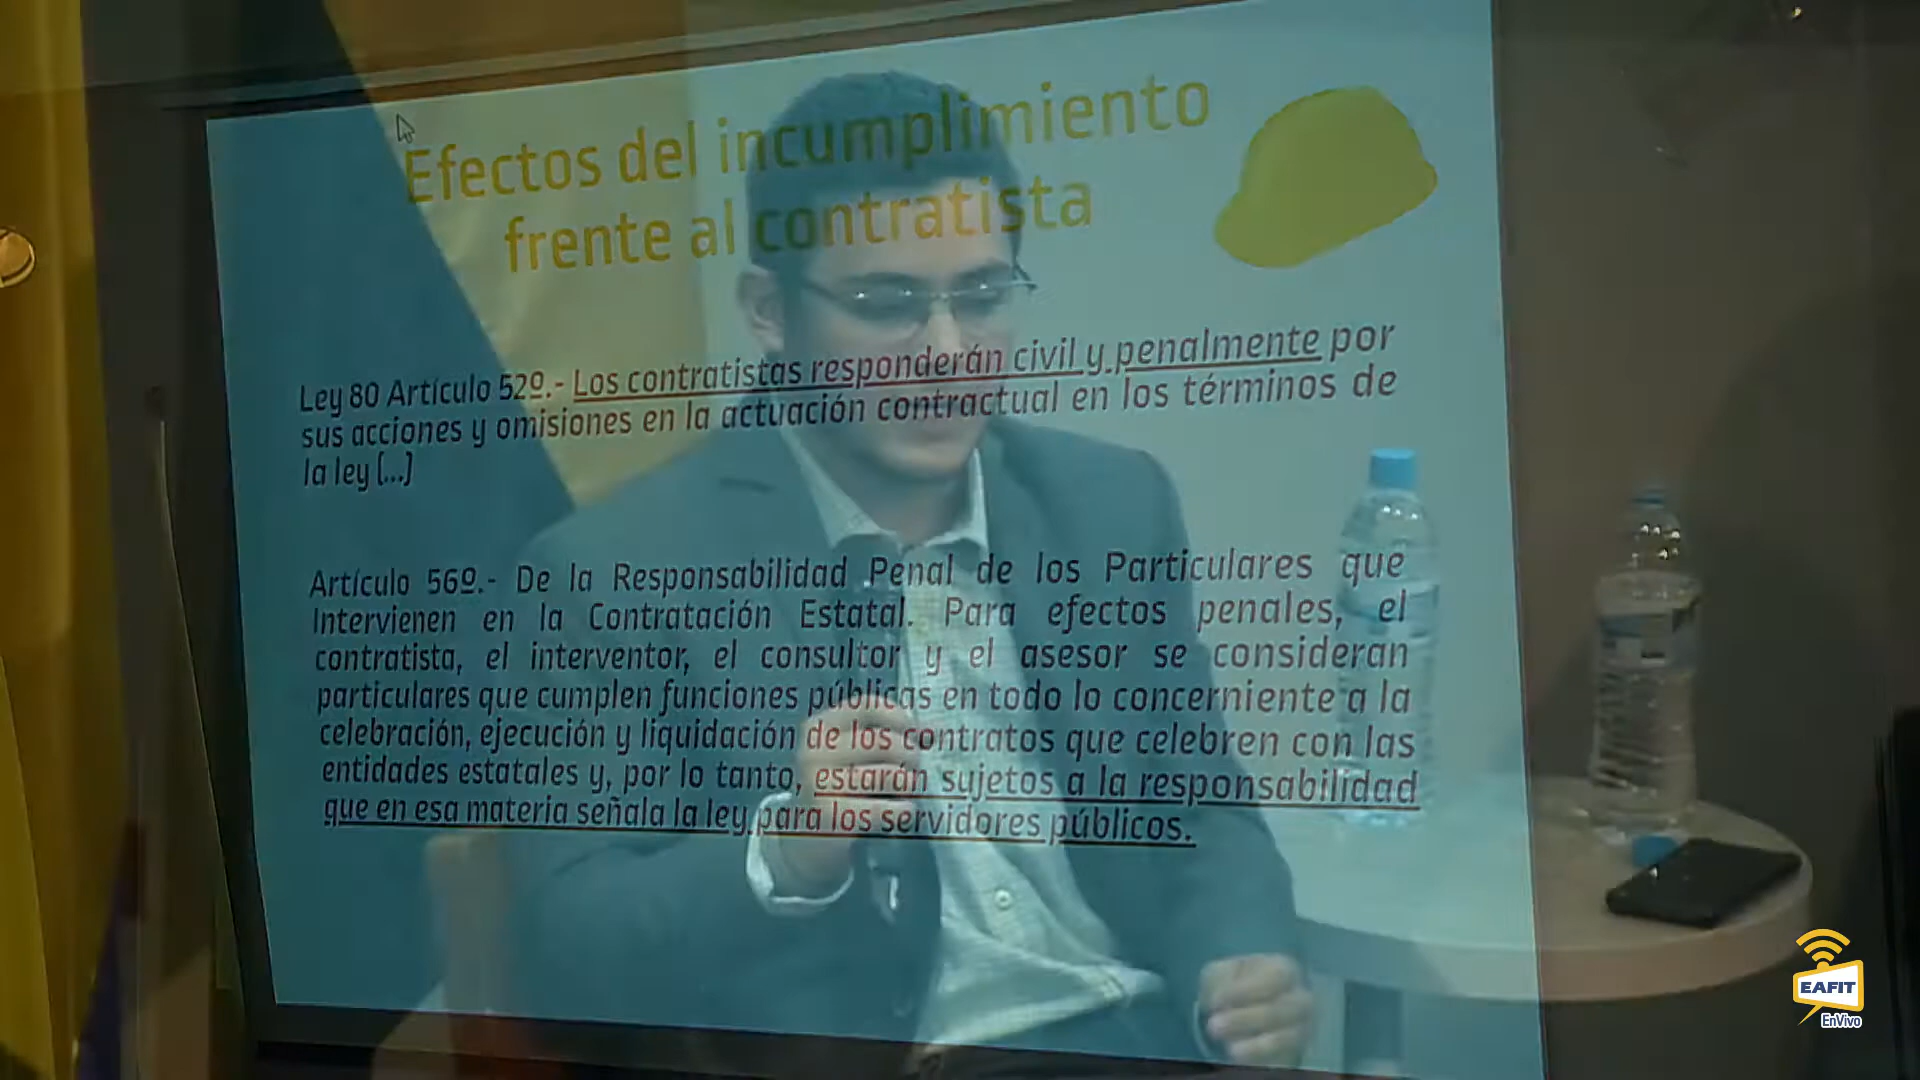 Efectos del incumplimiento
frente al contratista
Ley 80 Artículo 52º.- Los contratistas responderán civil y penalmente por
sus acciones y omisiones en la actuación contractual en los términos de
la ley [...]
Artículo 56º.- De la Responsabilidad Penal de los Particulares que
Intervienen en la Contratación Estatal. Para efectos penales, el
contratista, el interventor, el consultor y el asesor se consideran
particulares que cumplen funciones públicas en todo lo concerniente a la
celebración, ejecución y liquidación de los contratos que celebren con las
entidades estatales y, por lo tanto, estarán sujetos a la responsabilidad
que en esa materia señala la ley para los servidores públicos.
EAFIT
EnVivo